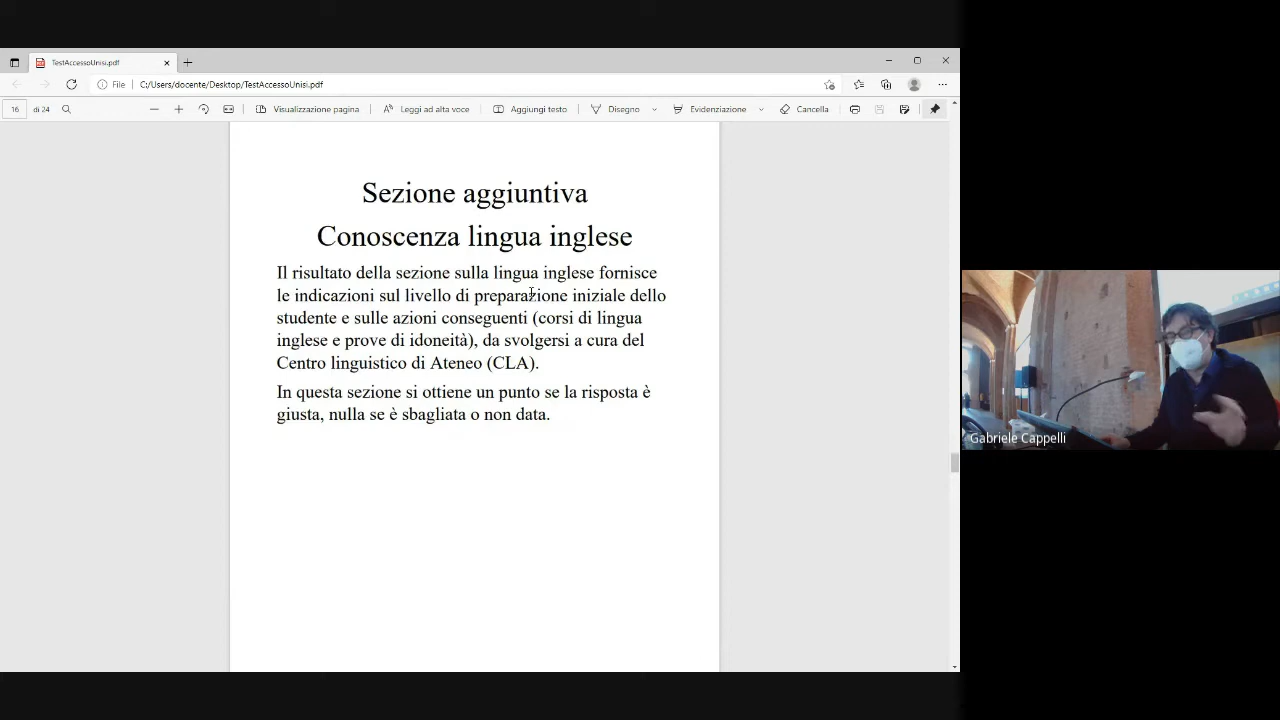 TestAccessoUnisi.pdf
File
C:/Users/docente/Desktop/TestAccessoUnisi.pdf
16 di 24
Visualizzazione pagina
Leggi ad alta voce
Aggiungi testo
Disegno
Evidenziazione
Cancella
Sezione aggiuntiva
Conoscenza lingua inglese
Il risultato della sezione sulla lingua inglese fornisce
le indicazioni sul livello di preparazione iniziale dello
studente e sulle azioni conseguenti (corsi di lingua
inglese e prove di idoneità), da svolgersi a cura del
Centro linguistico di Ateneo (CLA).
In questa sezione si ottiene un punto se la risposta è
giusta, nulla se è sbagliata o non data.
Gabriele Cappelli